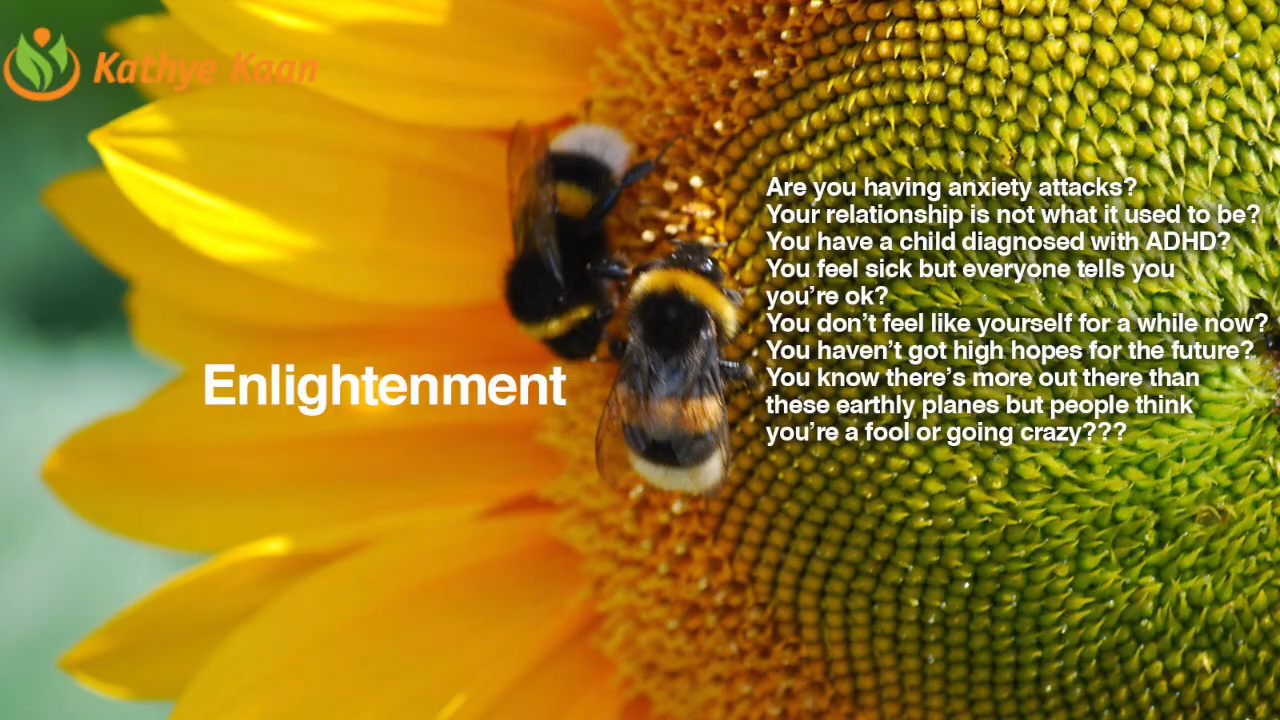 Kathye Kaan
Are you having anxiety attacks?
Your relationship is not what it used to be?
You have a child diagnosed with ADHD?
You feel sick but everyone tells you
you’re ok?
You don’t feel like yourself for a while now?
You haven’t got high hopes for the future?
You know there’s more out there than
these earthly planes but people think
you’re a fool or going crazy???
Enlightenment